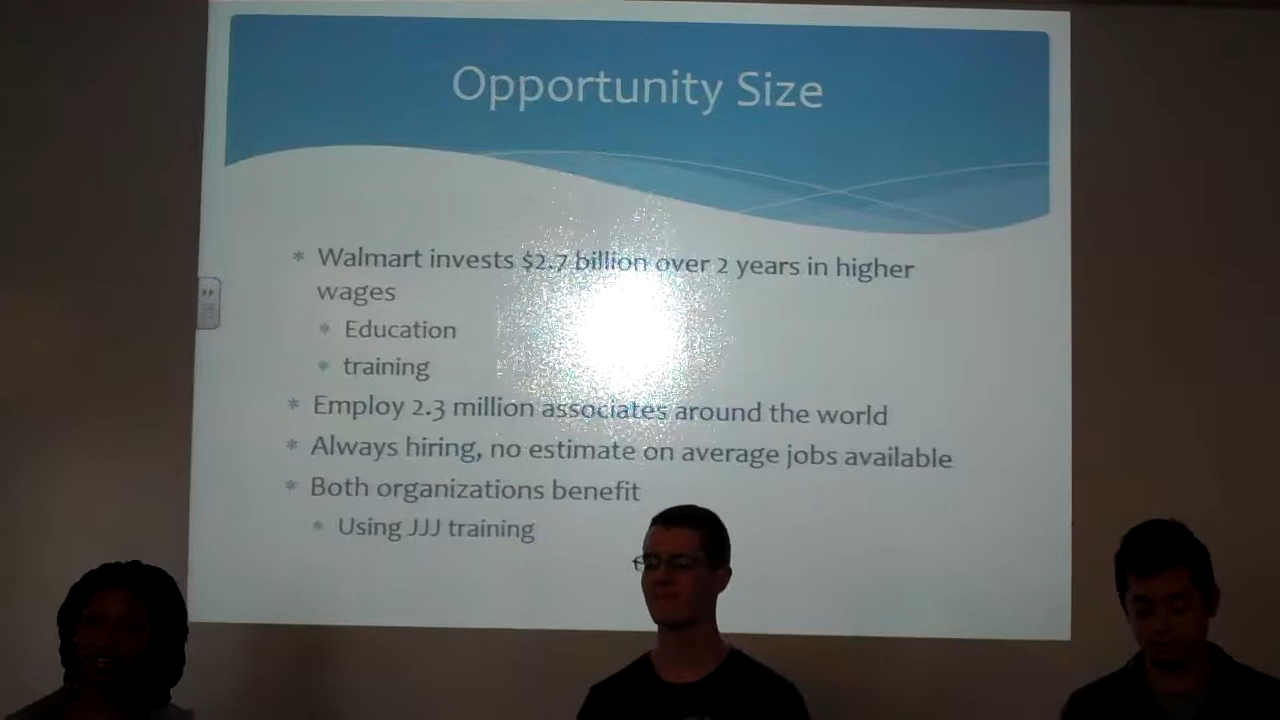 Opportunity Size
* Walmart invests $2.7 billion over 2 years in higher
wages
* Education
* training
* Employ 2.3 million associates around the world
* Always hiring, no estimate on average jobs available
* Both organizations benefit
* Using JJJ training